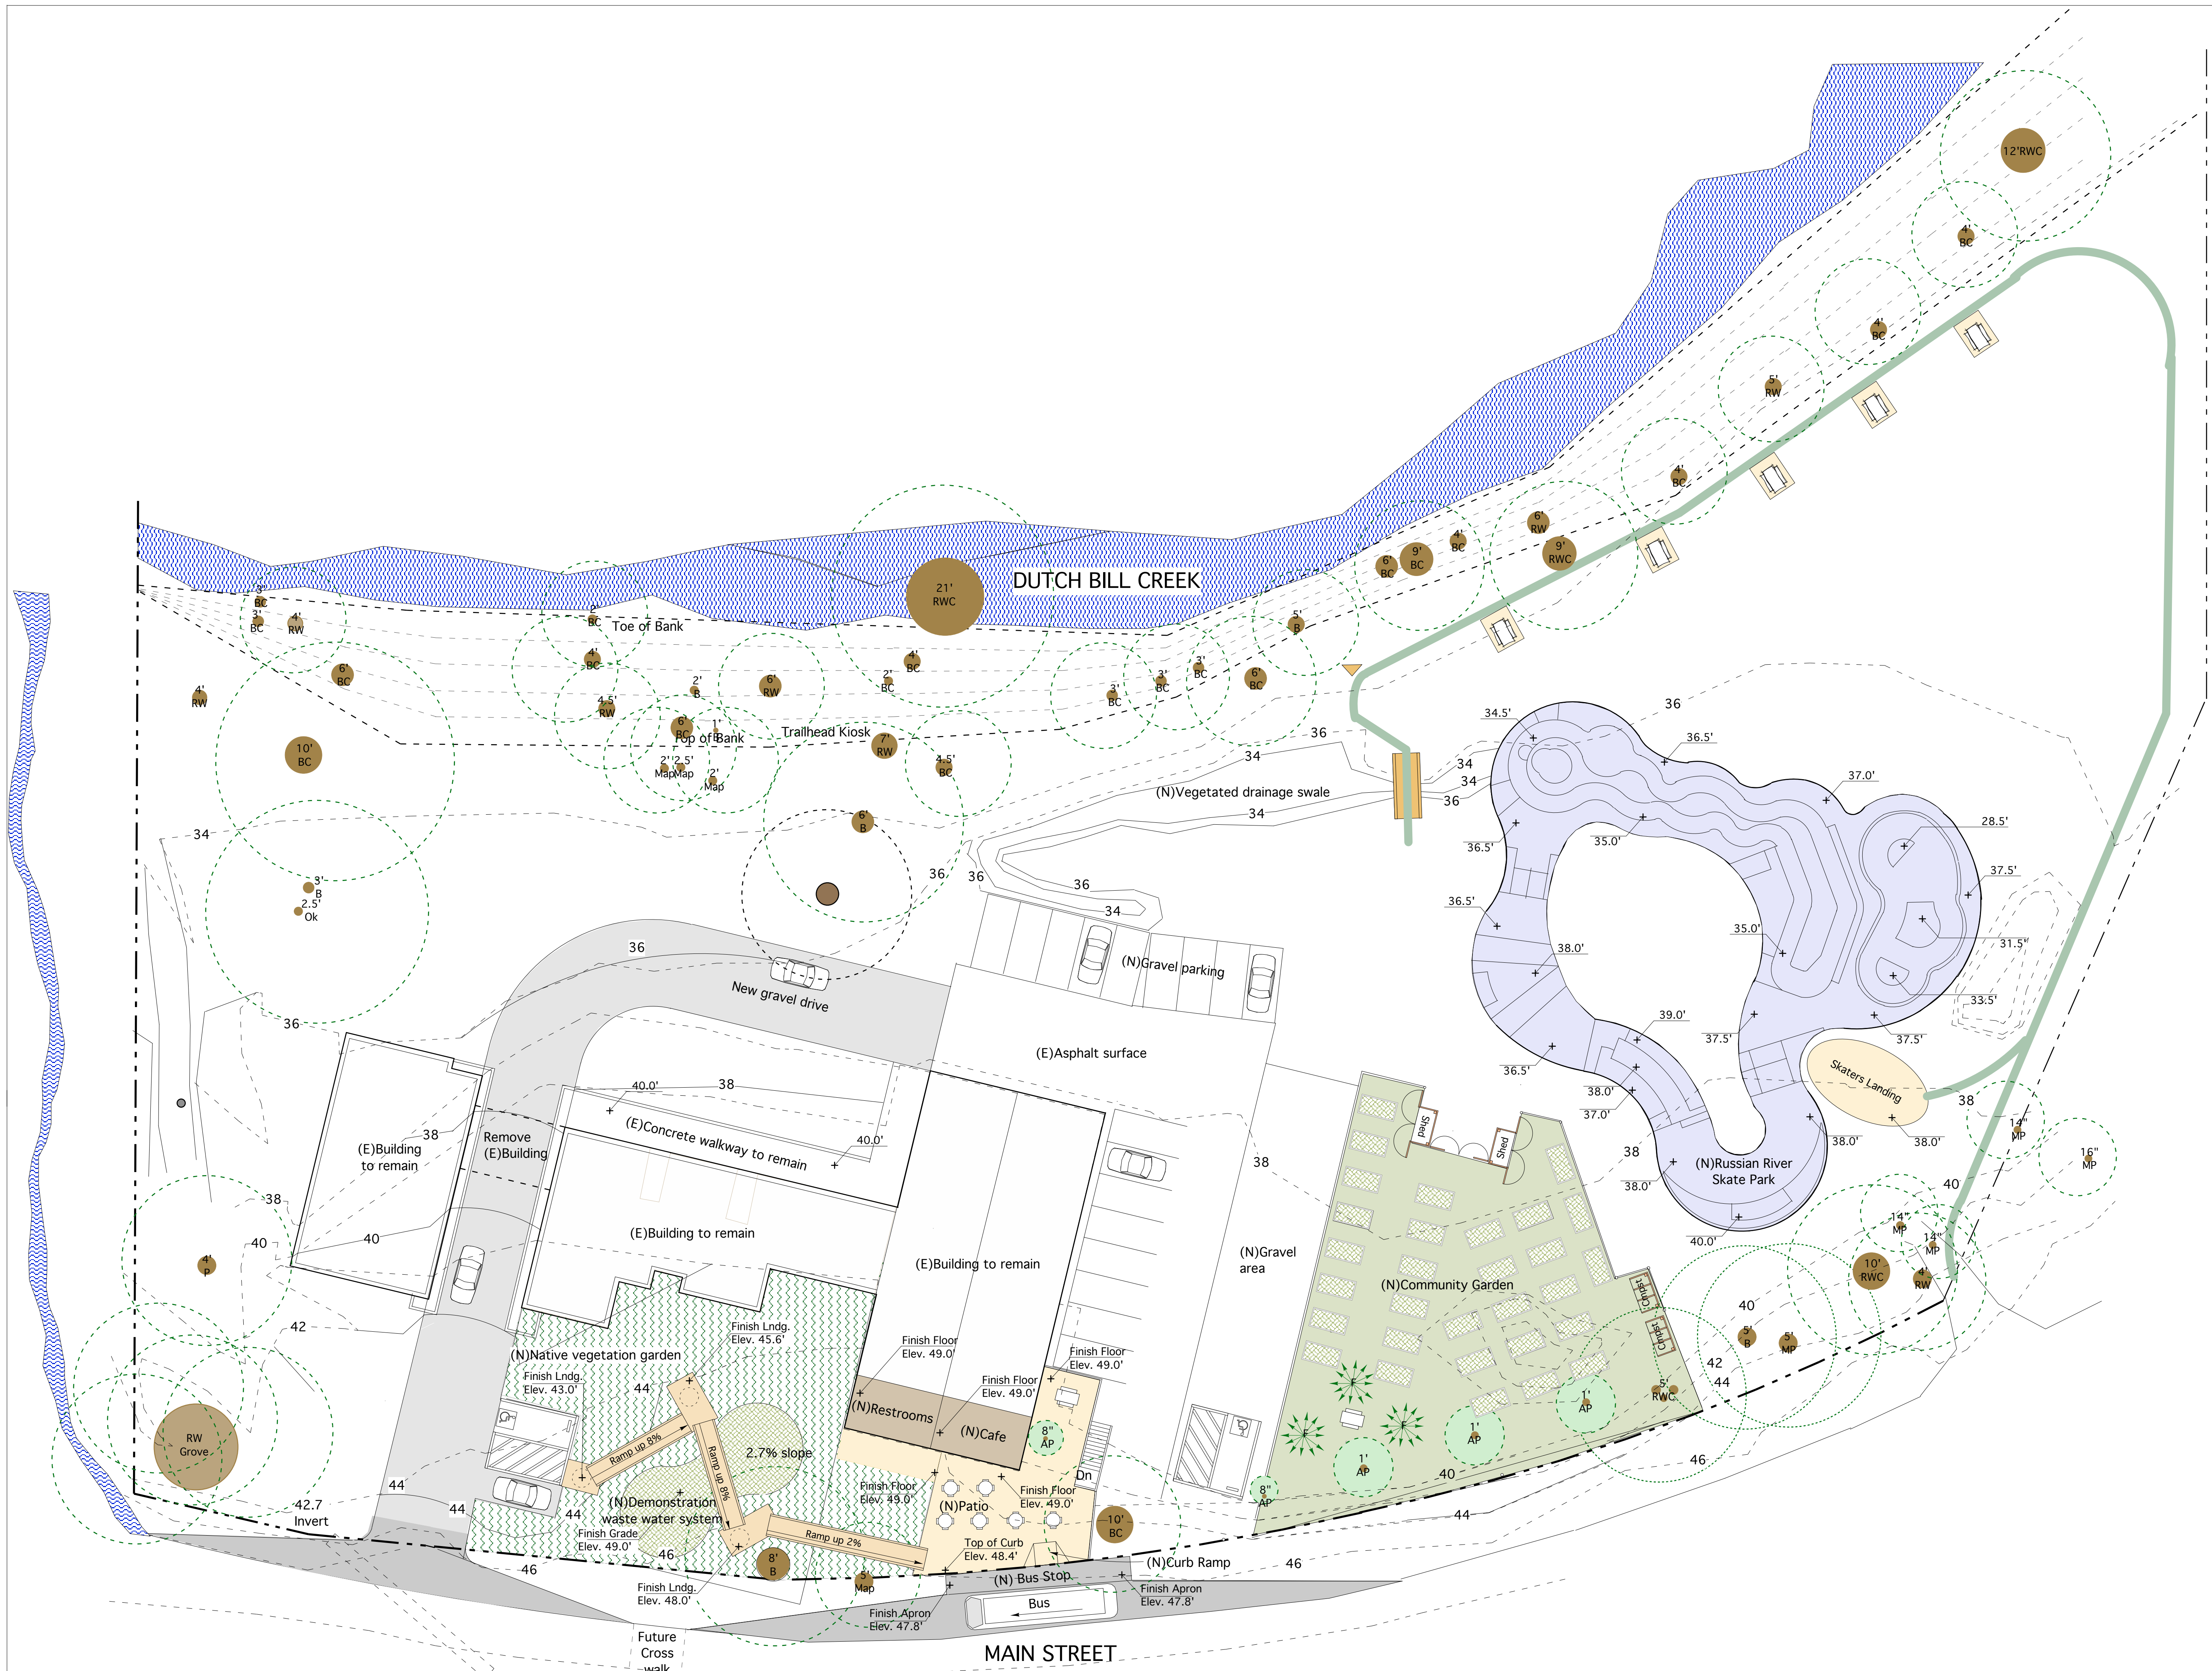 12'RWC
4'
BC
4'
BC
5'
RW
4'
BC
6'
RW
4'
BC
9'
BC
6'
BC
9'
RWC
DUTCH BILL CREEK
21'
RWC
3'
BC
3'
BC
4'
RW
2'
BC
Toe of Bank
5'
B
4'
BC
4'
BC
6'
BC
2'
BC
2'
B
6'
RW
3'
BC
3'
BC
3'
BC
6'
BC
4'
RW
4.5'
RW
6'
BC
1'
B
Top of Bank
Trailhead Kiosk
7'
RW
10'
BC
2'
Map
2.5'
Map
2'
Map
4.5'
BC
36
34
34
34
36
(N)Vegetated drainage swale
34
34.5'
36
36.5'
37.0'
36.5'
35.0'
28.5'
6'
B
34
3'
B
2.5'
Ok
36
36
36
34
37.5'
36.5'
35.0'
31.5'
38.0'
33.5'
36
(N)Gravel parking
New gravel drive
36
39.0'
37.5'
37.5'
36.5'
38.0'
37.0'
(E)Asphalt surface
Skaters Landing
38.0'
38.0'
38
14"
MP
16"
MP
40.0'
38
(E)Concrete walkway to remain
40.0'
38
(E)Building
to remain
Remove
(E)Building
Shed
Shed
38
38
38.0'
(N)Russian River
Skate Park
40.0'
40
38
40
40
4'
P
(E)Building to remain
(E)Building to remain
(N)Gravel
area
(N)Community Garden
14"
MP
14"
MP
10'
RWC
4'
RW
Cmpst
Cmpst
40
5'
B
5'
MP
42
44
5'
RWC
42
(N)Native vegetation garden
Finish Lndg.
Elev. 45.6'
Finish Lndg.
Elev. 43.0'
44
Finish Floor
Elev. 49.0'
Finish Floor
Elev. 49.0'
Finish Floor
Elev. 49.0'
(N)Restrooms
(N)Cafe
8"
AP
F
F
F
1'
AP
1'
AP
1'
AP
8"
AP
RW
Grove
Ramp up 8%
Ramp up 8%
2.7% slope
Dn
40
46
44
44
44
44
42.7
Invert
(N)Demonstration
waste water system
Finish Grade
Elev. 49.0'
Finish Floor
Elev. 49.0'
(N)Patio
Finish Floor
Elev. 49.0'
10'
BC
44
Ramp up 2%
Top of Curb
Elev. 48.4'
46
46
8'
B
5'
Map
(N)Curb Ramp
46
Finish Lndg.
Elev. 48.0'
(N) Bus Stop
Bus
Finish Apron
Elev. 47.8'
Finish Apron
Elev. 47.8'
Future
Cross
walk
MAIN STREET